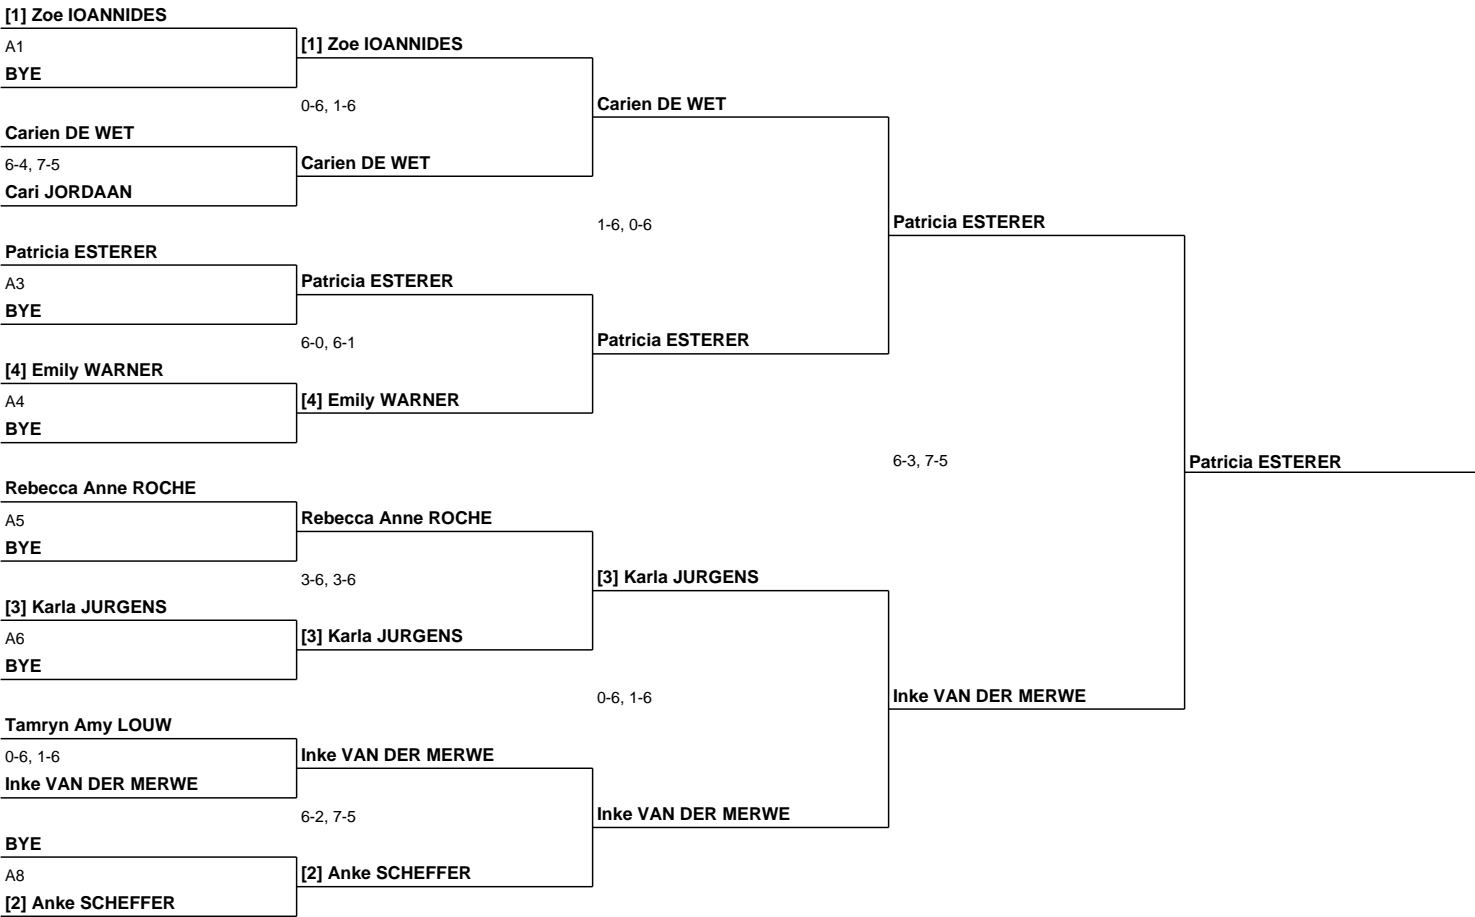 [1] Zoe IOANNIDES
A1
BYE
Carien DE WET
6-4, 7-5
Cari JORDAAN
Patricia ESTERER
A3
BYE
[4] Emily WARNER
A4
BYE
Rebecca Anne ROCHE
A5
BYE
[3] Karla JURGENS
A6
BYE
Tamryn Amy LOUW
0-6, 1-6
Inke VAN DER MERWE
BYE
A8
[2] Anke SCHEFFER
[1] Zoe IOANNIDES
0-6, 1-6
Carien DE WET
Patricia ESTERER
6-0, 6-1
[4] Emily WARNER
Rebecca Anne ROCHE
3-6, 3-6
[3] Karla JURGENS
Inke VAN DER MERWE
6-2, 7-5
[2] Anke SCHEFFER
Carien DE WET
1-6, 0-6
Patricia ESTERER
[3] Karla JURGENS
0-6, 1-6
Inke VAN DER MERWE
Patricia ESTERER
6-3, 7-5
Inke VAN DER MERWE
Patricia ESTERER